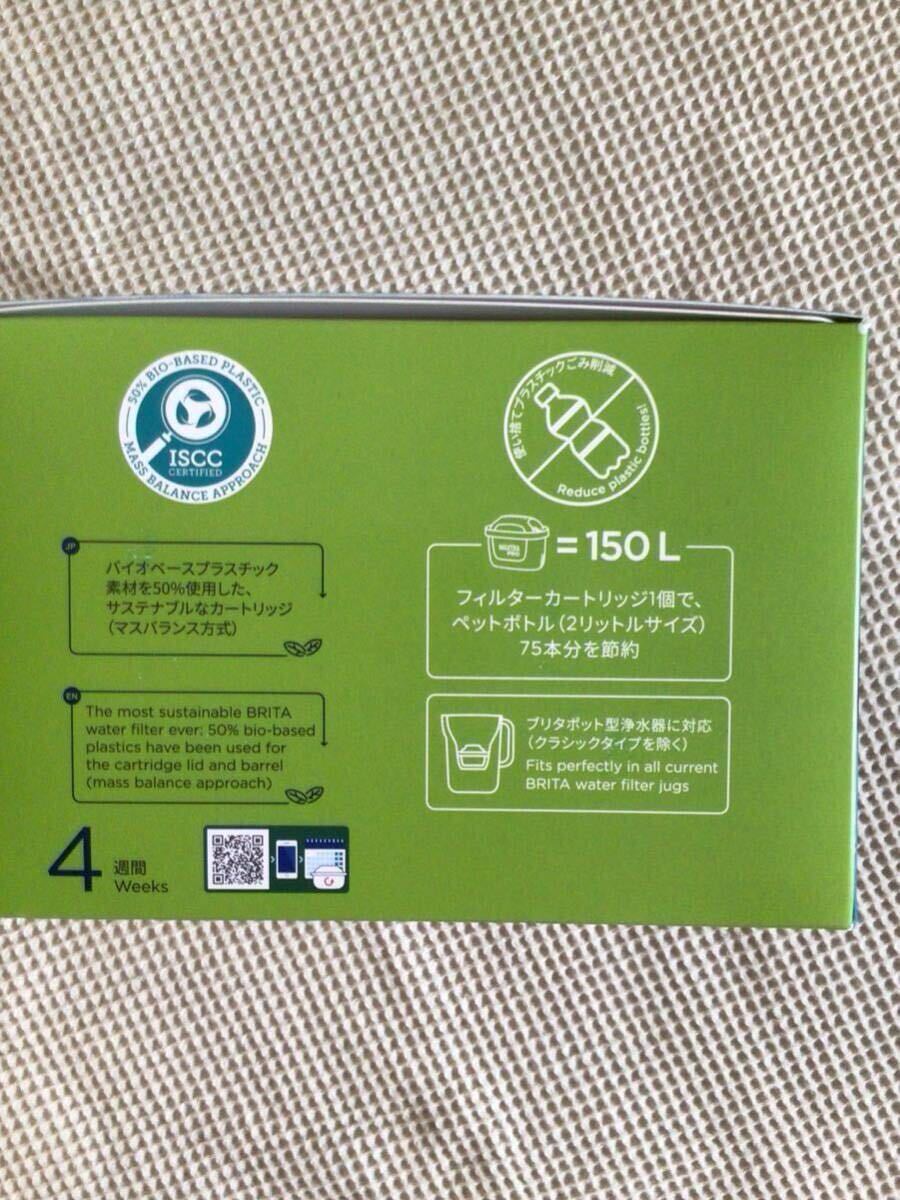 50% BIO-BASED PLASTIC
ISCC
CERTIFIED
MASS BALANCE APPROACH
使い捨てプラスチックごみ削減
Reduce plastic bottles!
JP
バイオベースプラスチック
素材を50%使用した、
サステナブルなカートリッジ
（マスバランス方式）
EN
The most sustainable BRITA
water filter ever: 50% bio-based
plastics have been used for
the cartridge lid and barrel
(mass balance approach)
4
週間
Weeks
MAXTRA
PRO
= 150 L
フィルターカートリッジ1個で、
ペットボトル（2リットルサイズ）
75本分を節約
ブリタポット型浄水器に対応
（クラシックタイプを除く）
Fits perfectly in all current
BRITA water filter jugs